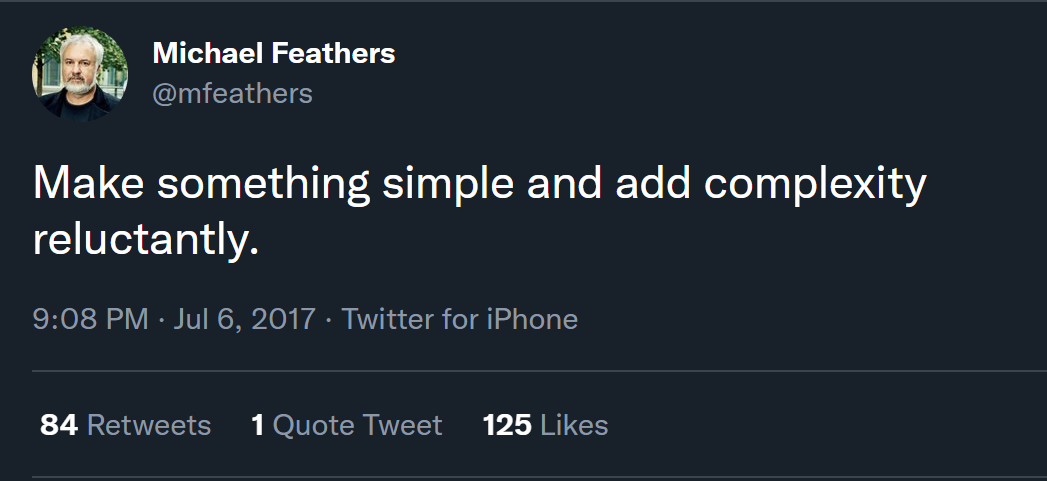 Michael Feathers
@mfeathers
Make something simple and add complexity
reluctantly.
9:08 PM · Jul 6, 2017 · Twitter for iPhone
84 Retweets 1 Quote Tweet 125 Likes